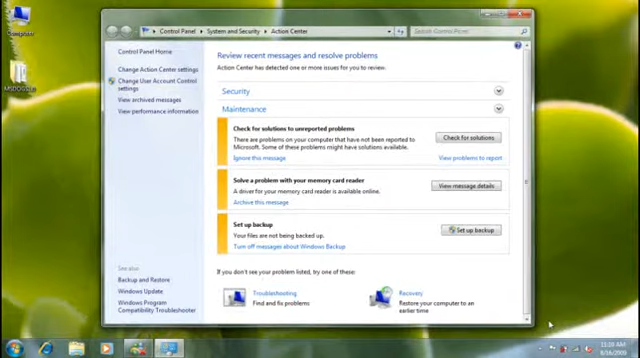 Computer
Control Panel ▸ System and Security ▸ Action Center
Search Control Panel
Control Panel Home
Change Action Center settings
Change User Account Control
settings
View archived messages
View performance information
See also
Backup and Restore
Windows Update
Windows Program
Compatibility Troubleshooter
Review recent messages and resolve problems
Action Center has detected one or more issues for you to review.
Security
Maintenance
Check for solutions to unreported problems
There are problems on your computer that have not been reported to
Microsoft. Some of these problems might have solutions available.
Check for solutions
Ignore this message
View problems to report
Solve a problem with your memory card reader
A driver for your memory card reader is available online.
View message details
Archive this message
Set up backup
Your files are not being backed up.
Set up backup
Turn off messages about Windows Backup
If you don't see your problem listed, try one of these:
Troubleshooting
Find and fix problems
Recovery
Restore your computer to an
earlier time